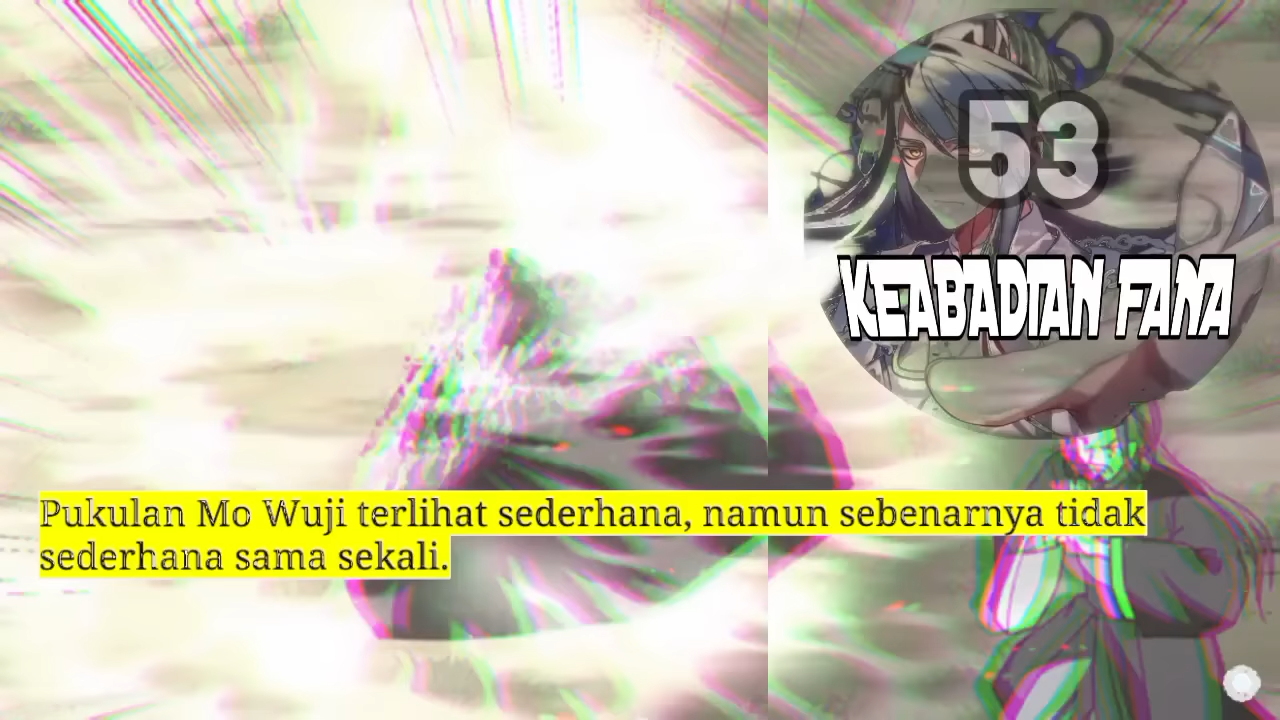 53
KEABADIAN FANA
Pukulan Mo Wuji terlihat sederhana, namun sebenarnya tidak
sederhana sama sekali.